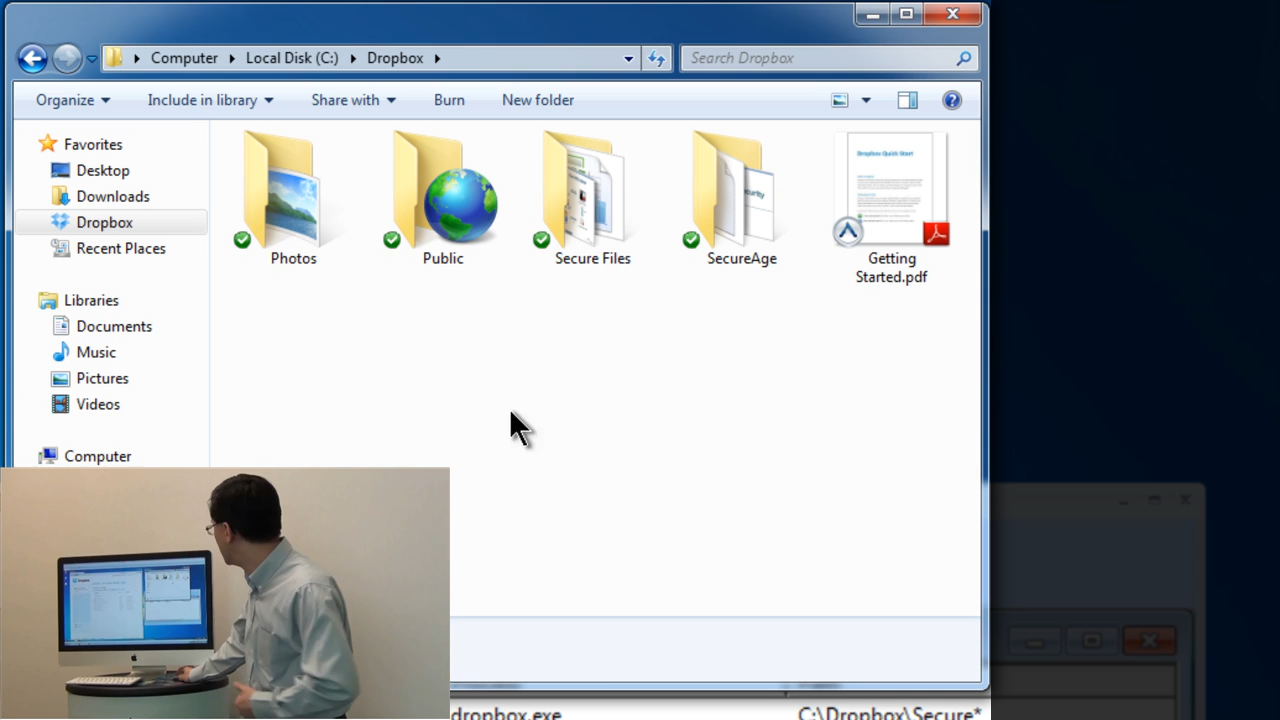 Computer Local Disk (C:) Dropbox
Search Dropbox
Organize Include in library Share with Burn New folder
Favorites
Desktop
Downloads
Dropbox
Recent Places
Libraries
Documents
Music
Pictures
Videos
Computer
Photos
Public
Secure Files
SecureAge
Getting
Started.pdf
Dropbox Quick Start
curity
dropbox.exe C:\Dropbox\Secure*